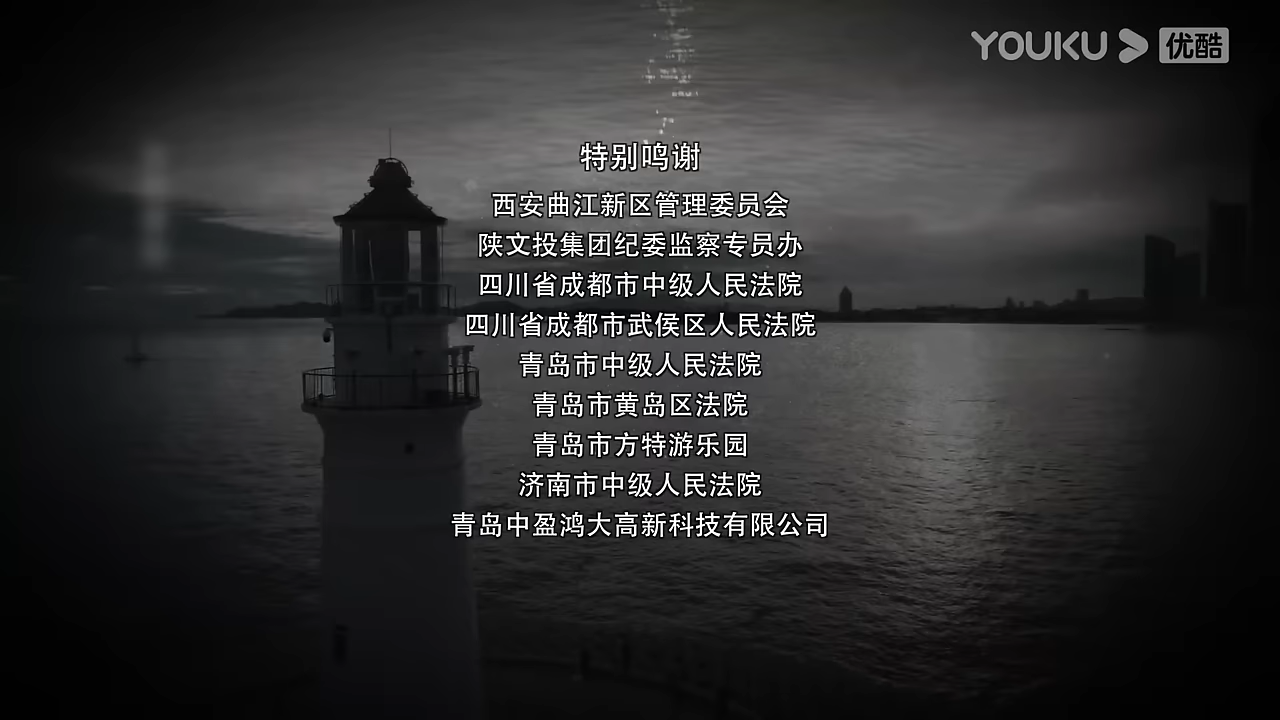 YOUKU 优酷
特别鸣谢
西安曲江新区管理委员会
陕文投集团纪委监察专员办
四川省成都市中级人民法院
四川省成都市武侯区人民法院
青岛市中级人民法院
青岛市黄岛区法院
青岛市方特游乐园
济南市中级人民法院
青岛中盈鸿大高新科技有限公司